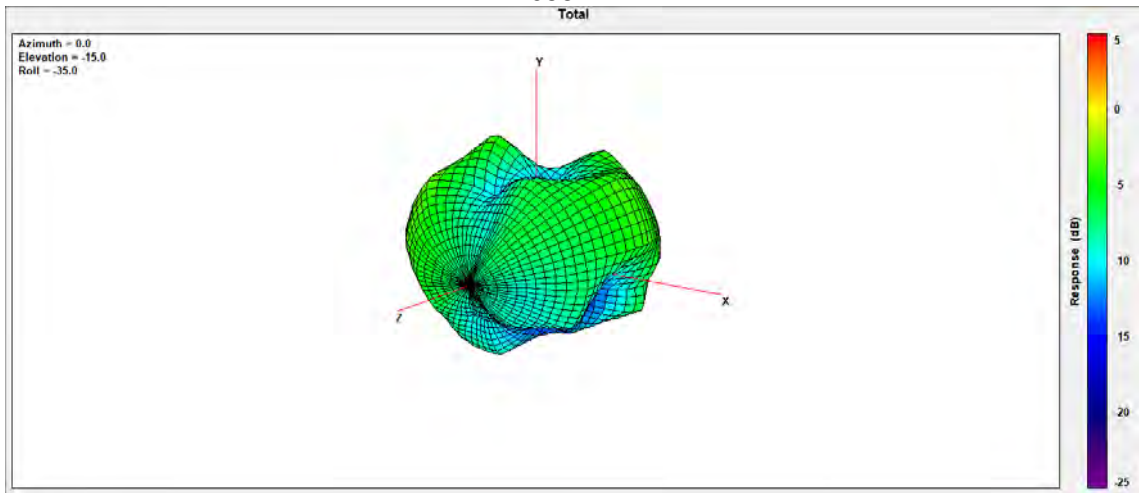 Total
Azimuth = 0.0
Elevation = -15.0
Roll = -35.0
Y
X
Z
5
0
-5
10
15
-20
-25
Response (dB)